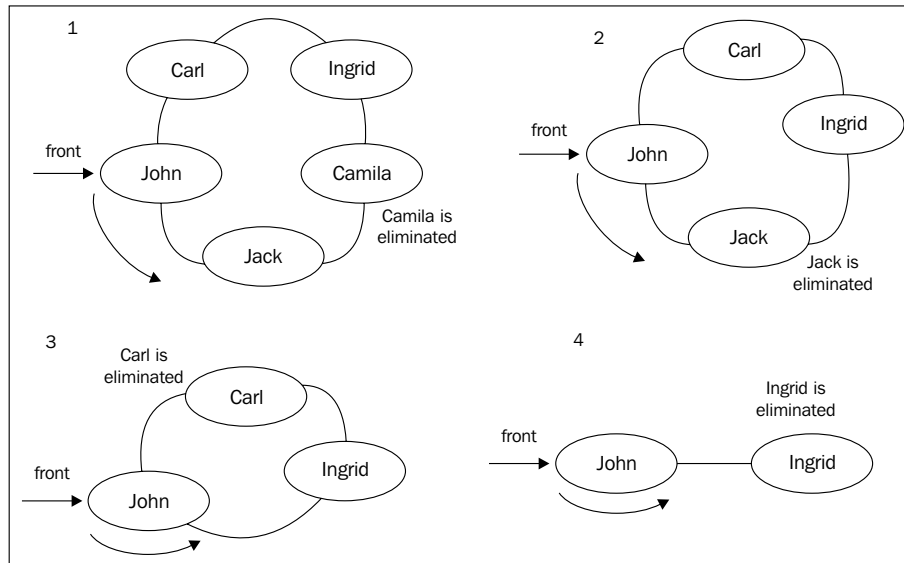 1
Carl
Ingrid
front
John
Camila
Camila is
eliminated
Jack
2
Carl
Ingrid
front
John
Jack
Jack is
eliminated
3
Carl is
eliminated
Carl
front
John
Ingrid
4
Ingrid is
eliminated
front
John
Ingrid